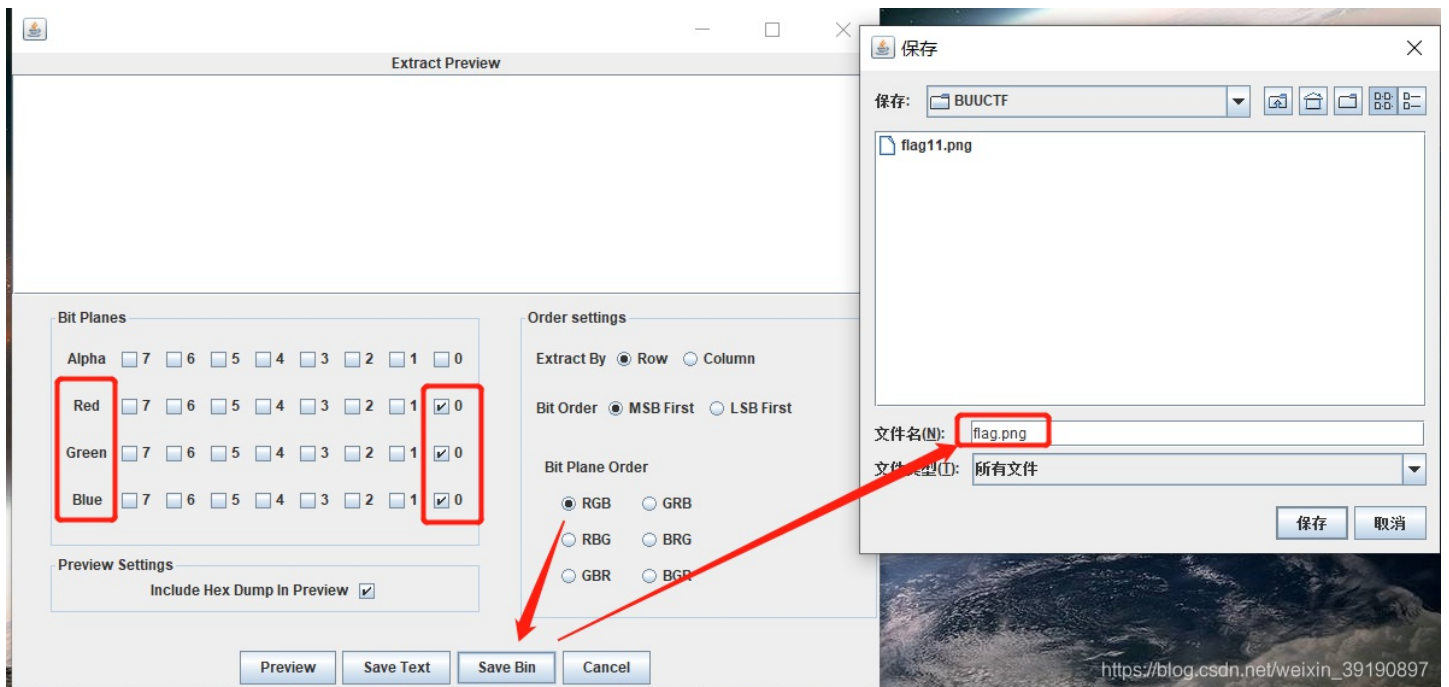 Extract Preview
Bit Planes
Alpha 7 6 5 4 3 2 1 0
Red 7 6 5 4 3 2 1 0
Green 7 6 5 4 3 2 1 0
Blue 7 6 5 4 3 2 1 0
Preview Settings
Include Hex Dump In Preview
Order settings
Extract By Row Column
Bit Order MSB First LSB First
Bit Plane Order
RGB GRB
RBG BRG
GBR BGR
Preview Save Text Save Bin Cancel
保存
保存: BUUCTF
flag11.png
文件名(N): flag.png
文件类型(T): 所有文件
保存 取消
https://blog.csdn.net/weixin_39190897